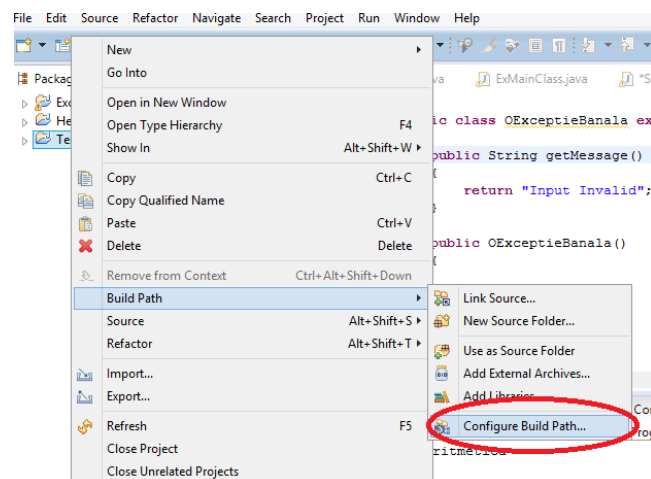 File Edit Source Refactor Navigate Search Project Run Window Help
New
Go Into
Open in New Window
Open Type Hierarchy F4
Show In Alt+Shift+W
Copy Ctrl+C
Copy Qualified Name
Paste Ctrl+V
Delete Delete
Remove from Context Ctrl+Alt+Shift+Down
Build Path
Source Alt+Shift+S
Refactor Alt+Shift+T
Import...
Export...
Refresh F5
Close Project
Close Unrelated Projects
Link Source...
New Source Folder...
Use as Source Folder
Add External Archives...
Add Libraries...
Configure Build Path...
Packag
Exc
He
Te
va ExMainClass.java *S
ic class OExceptieBanala ex
public String getMessage()
{
return "Input Invalid";
}
public OExceptieBanala()
{
Co
rog
ritmetica